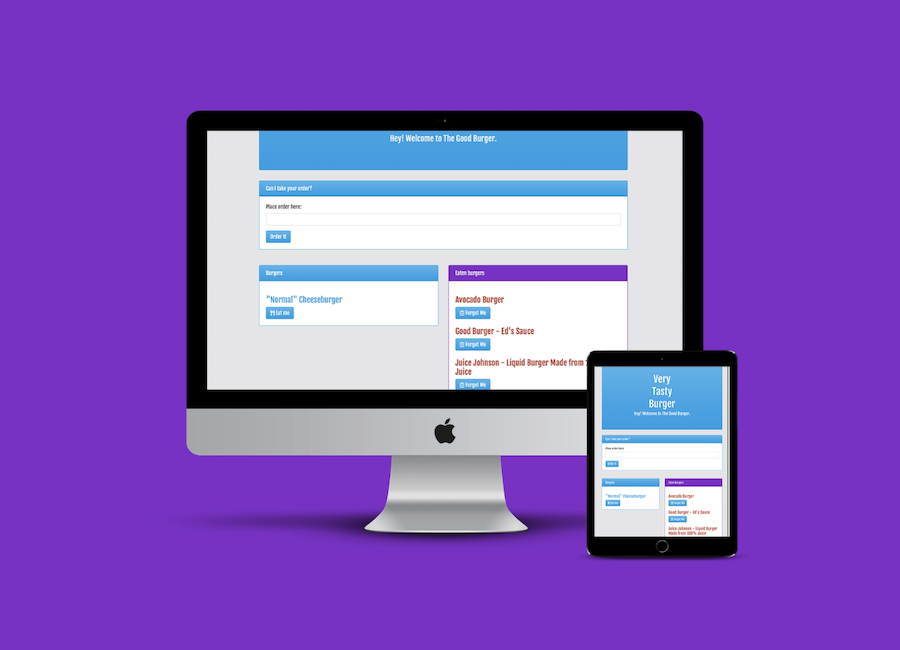 Hey! Welcome to The Good Burger.
Can I take your order?
Place order here:
Order it
Burgers
"Normal" Cheeseburger
Eat me
Eaten burgers
Avocado Burger
Forget Me
Good Burger - Ed's Sauce
Forget Me
Juice Johnson - Liquid Burger Made from
Juice
Forget Me
Very
Tasty
Burger
Hey! Welcome to The Good Burger.
Can I take your order?
Place order here:
Order it
Burgers
"Normal" Cheeseburger
Eat me
Eaten burgers
Avocado Burger
Forget Me
Good Burger - Ed's Sauce
Forget Me
Juice Johnson - Liquid Burger
Made from 100% Juice